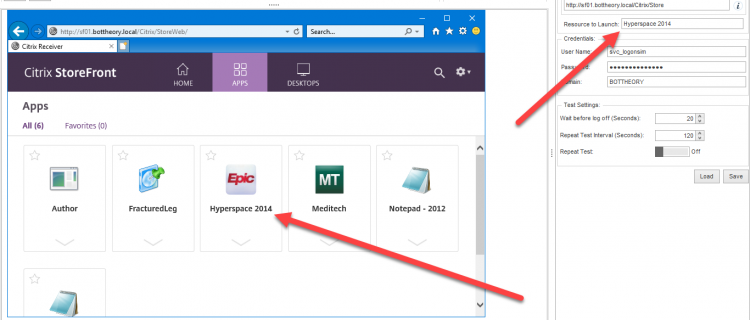 http://sf01.bottheory.local/Citrix/StoreWeb/
Search...
Citrix Receiver
Citrix StoreFront
HOME
APPS
DESKTOPS
Apps
All (6)
Favorites (0)
Epic
MT
Author
FracturedLeg
Hyperspace 2014
Meditech
Notepad - 2012
http://sf01.bottheory.local/Citrix/Store
i
Resource to Launch: Hyperspace 2014
Credentials:
User Name: svc_logonsim
BOTTHEORY
Test Settings:
Wait before log off (Seconds): 20
Repeat Test Interval (Seconds): 120
Repeat Test: Off
Load
Save